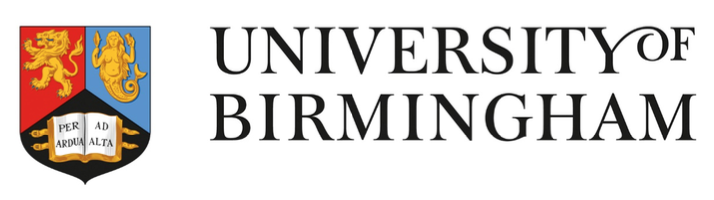 UNIVERSITY OF
BIRMINGHAM
PER AD
ARDUA ALTA